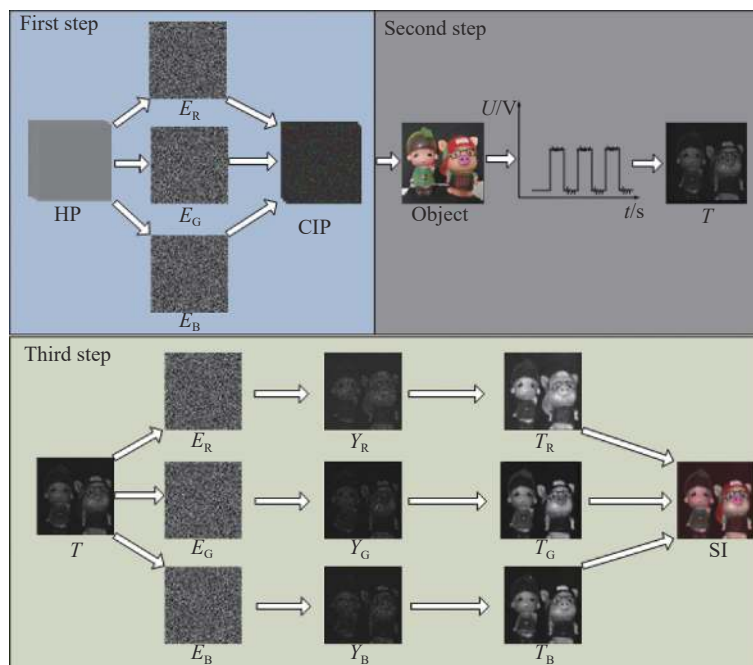 First step
Second step
E_R
U/V
HP
E_G
CIP
Object
t/s
T
E_B
Third step
E_R
Y_R
T_R
T
E_G
Y_G
T_G
SI
E_B
Y_B
T_B